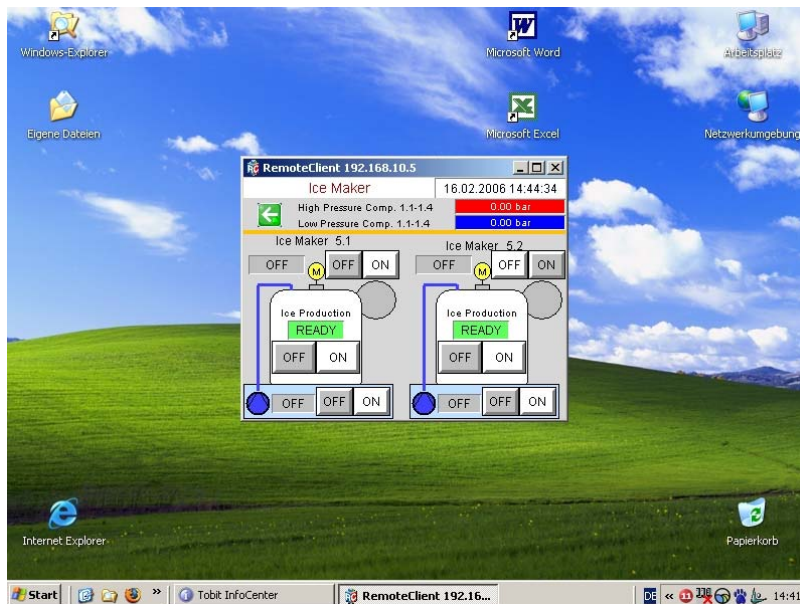 Windows-Explorer
Microsoft Word
Arbeitsplatz
Eigene Dateien
Microsoft Excel
Netzwerkumgebung
RemoteClient 192.168.10.5
Ice Maker
16.02.2006 14:44:34
High Pressure Comp. 1.1-1.4
0.00 bar
Low Pressure Comp. 1.1-1.4
0.00 bar
Ice Maker 5.1
Ice Maker 5.2
OFF
M
OFF
ON
OFF
M
OFF
ON
Ice Production
Ice Production
READY
READY
OFF
ON
OFF
ON
OFF
OFF
ON
OFF
OFF
ON
Internet Explorer
Papierkorb
Start
»
Tobit InfoCenter
RemoteClient 192.16...
DE
«
14:41